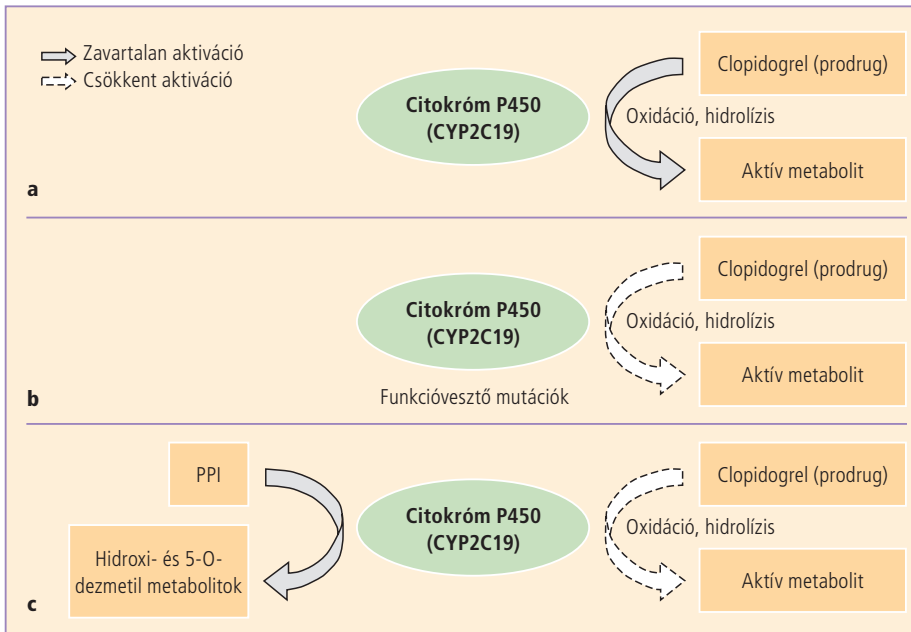 Zavartalan aktiváció
Csökkent aktiváció
Citokróm P450
(CYP2C19)
Clopidogrel (prodrug)
Oxidáció, hidrolízis
Aktív metabolit
a
Citokróm P450
(CYP2C19)
Funkcióvesztő mutációk
Clopidogrel (prodrug)
Oxidáció, hidrolízis
Aktív metabolit
b
PPI
Hidroxi- és 5-O-
dezmetil metabolitok
Citokróm P450
(CYP2C19)
Clopidogrel (prodrug)
Oxidáció, hidrolízis
Aktív metabolit
c